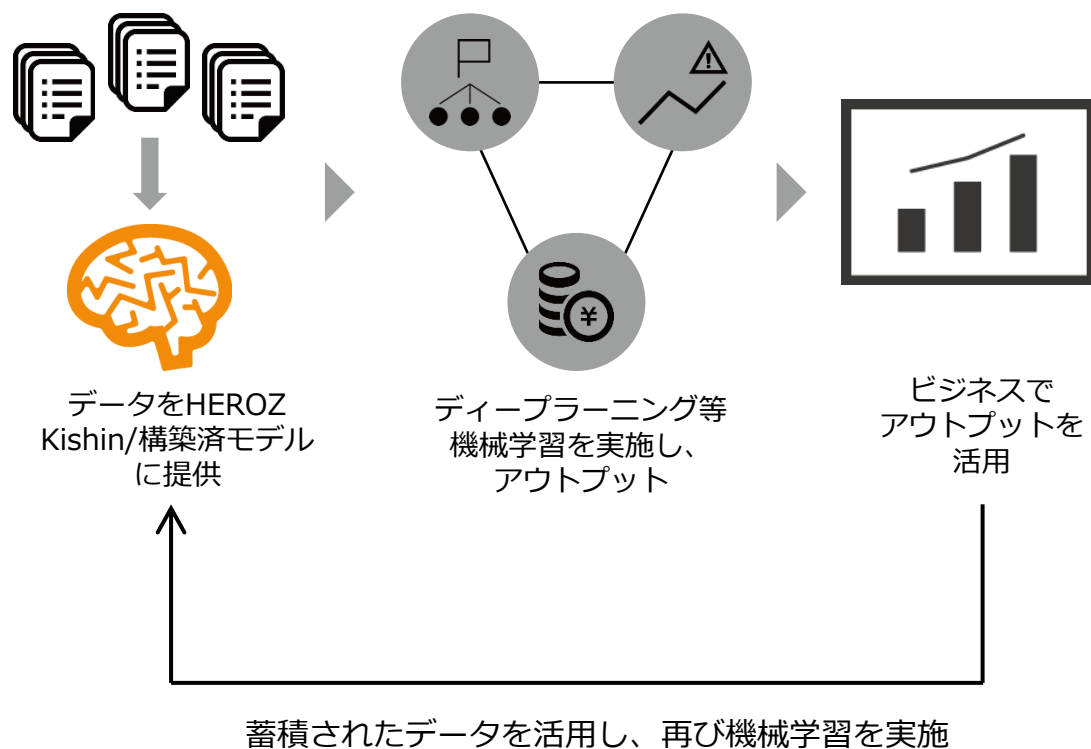 ¥
データをHEROZ
Kishin/構築済モデル
に提供
ディープラーニング等
機械学習を実施し、
アウトプット
ビジネスで
アウトプットを
活用
蓄積されたデータを活用し、再び機械学習を実施